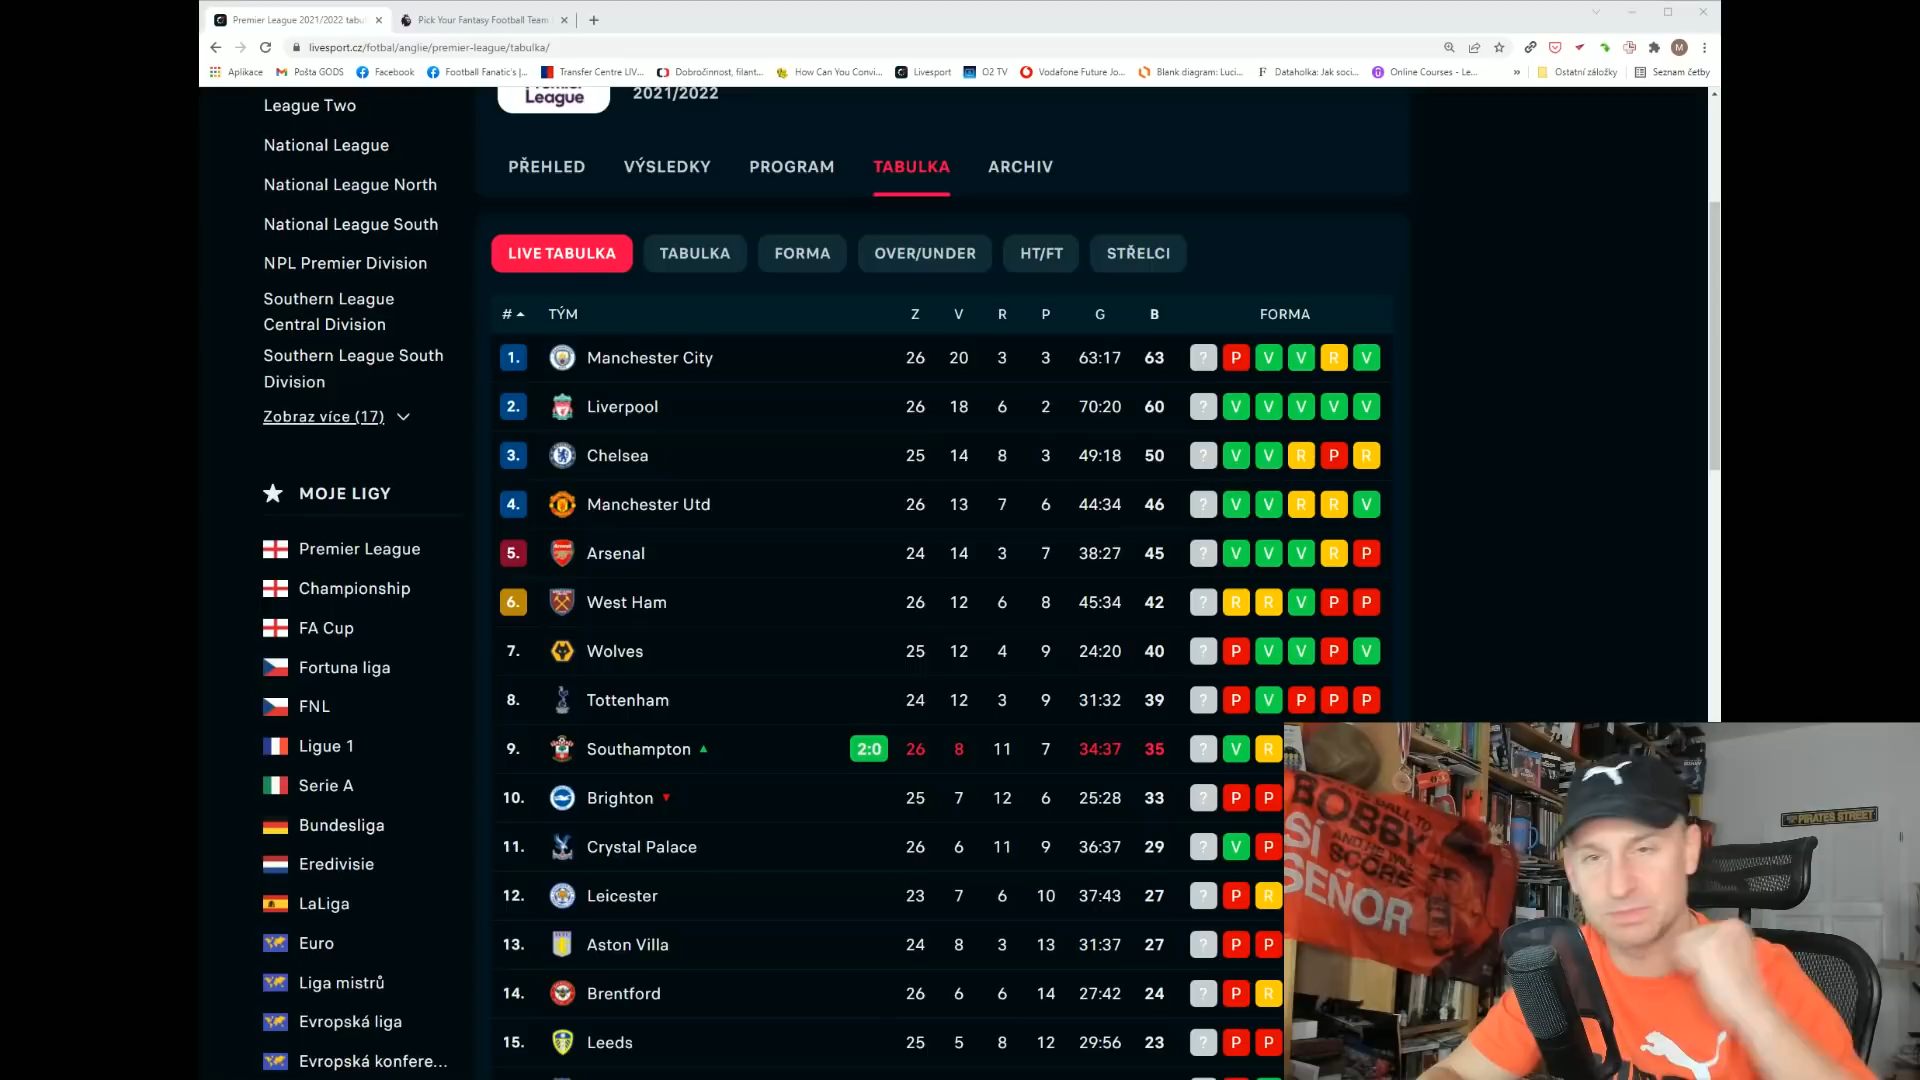 Premier League 2021/2022 tabu
Pick Your Fantasy Football Team
livesport.cz/fotbal/anglie/premier-league/tabulka/
M
Aplikace
Pošta GODS
Facebook
Football Fanatic's |...
Transfer Centre LIV...
Dobročinnost, filant...
How Can You Convi...
Livesport
O2 TV
Vodafone Future Jo...
Blank diagram: Luci...
Dataholka: Jak soci...
Online Courses - Le...
»
Ostatní záložky
Seznam četby
League Two
National League
National League North
National League South
NPL Premier Division
Southern League
Central Division
Southern League South
Division
Zobraz více (17)
MOJE LIGY
Premier League
Championship
FA Cup
Fortuna liga
FNL
Ligue 1
Serie A
Bundesliga
Eredivisie
LaLiga
Euro
Liga mistrů
Evropská liga
Evropská konfere...
League
2021/2022
PŘEHLED VÝSLEDKY PROGRAM TABULKA ARCHIV
LIVE TABULKA TABULKA FORMA OVER/UNDER HT/FT STŘELCI
# TÝM Z V R P G B FORMA
1. Manchester City 26 20 3 3 63:17 63 ? P V V R V
2. Liverpool 26 18 6 2 70:20 60 ? V V V V V
3. Chelsea 25 14 8 3 49:18 50 ? V V R P R
4. Manchester Utd 26 13 7 6 44:34 46 ? V V R R V
5. Arsenal 24 14 3 7 38:27 45 ? V V V R P
6. West Ham 26 12 6 8 45:34 42 ? R R V P P
7. Wolves 25 12 4 9 24:20 40 ? P V V P V
8. Tottenham 24 12 3 9 31:32 39 ? P V P P P
9. Southampton 2:0 26 8 11 7 34:37 35 ? V R
10. Brighton 25 7 12 6 25:28 33 ? P P
11. Crystal Palace 26 6 11 9 36:37 29 ? V P
12. Leicester 23 7 6 10 37:43 27 ? P R
13. Aston Villa 24 8 3 13 31:37 27 ? P P
14. Brentford 26 6 6 14 27:42 24 ? P R
15. Leeds 25 5 8 12 29:56 23 ? P P
BALL TO
BOBBY
AND HE WILL
SCORE
SÍ
SEÑOR
PIRATES STREET